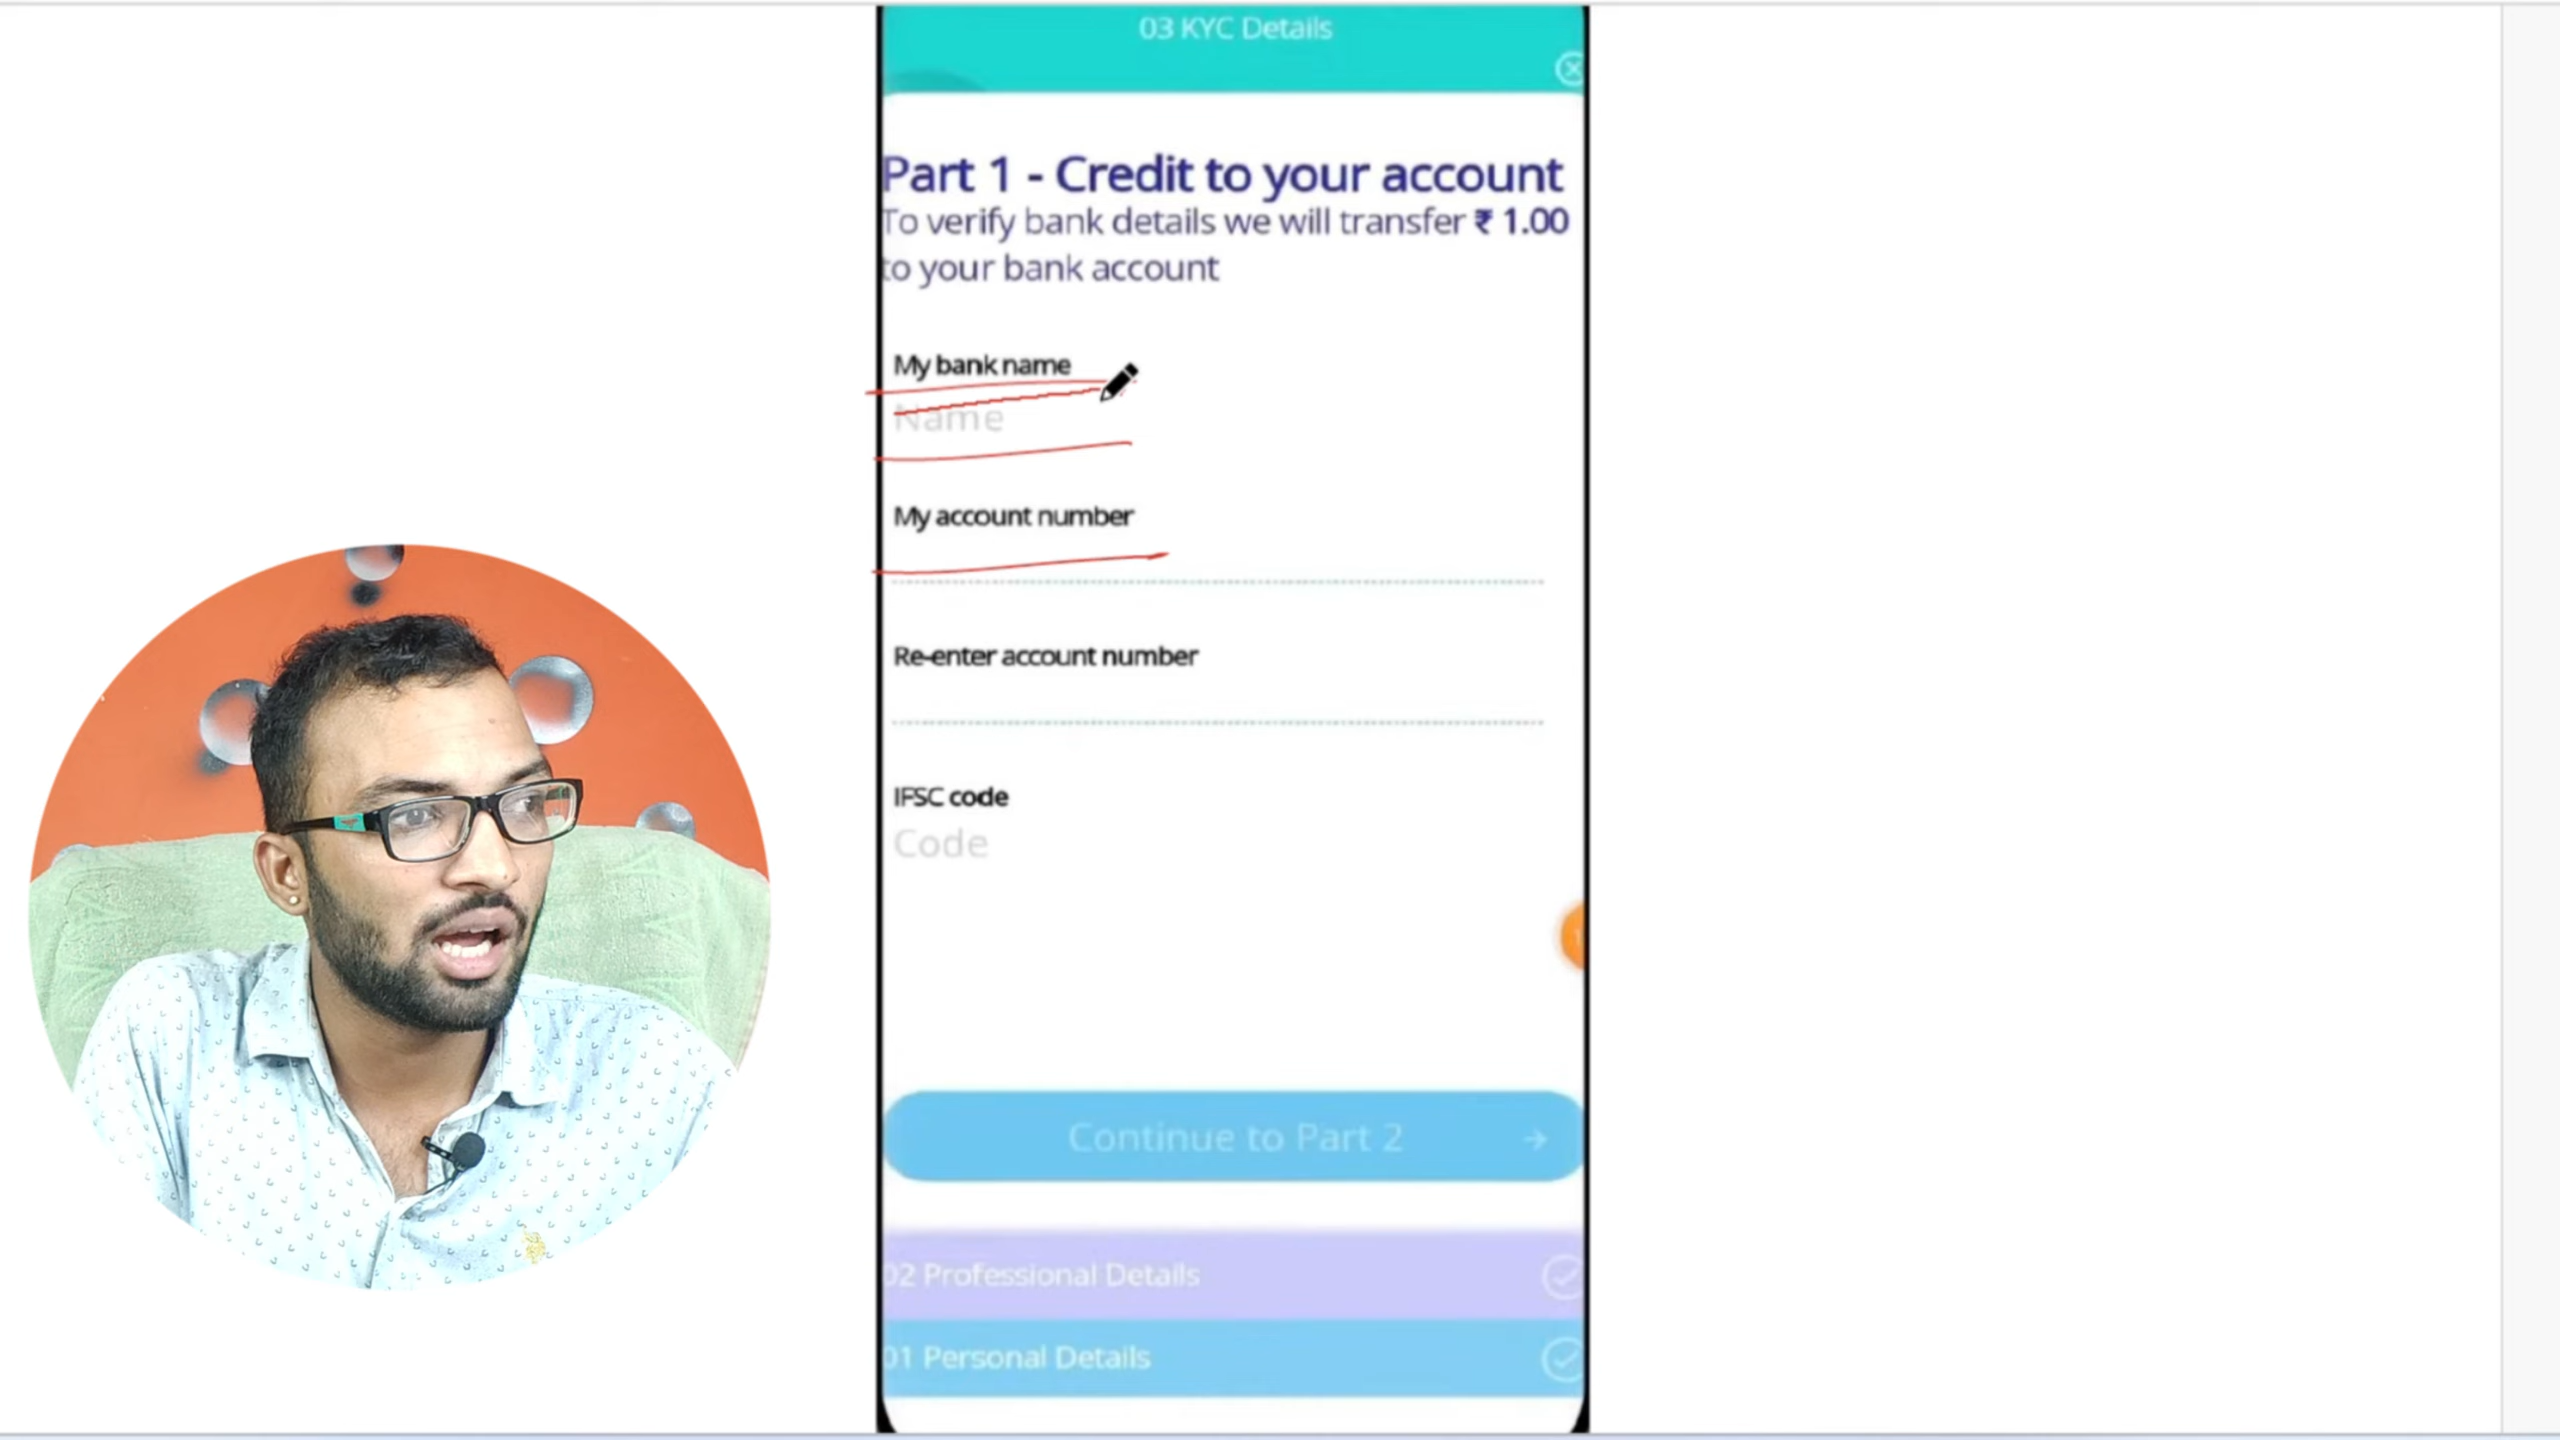 03 KYC Details
Part 1 - Credit to your account
To verify bank details we will transfer ₹ 1.00
to your bank account
My bank name
Name
My account number
Re-enter account number
IFSC code
Code
Continue to Part 2
02 Professional Details
01 Personal Details